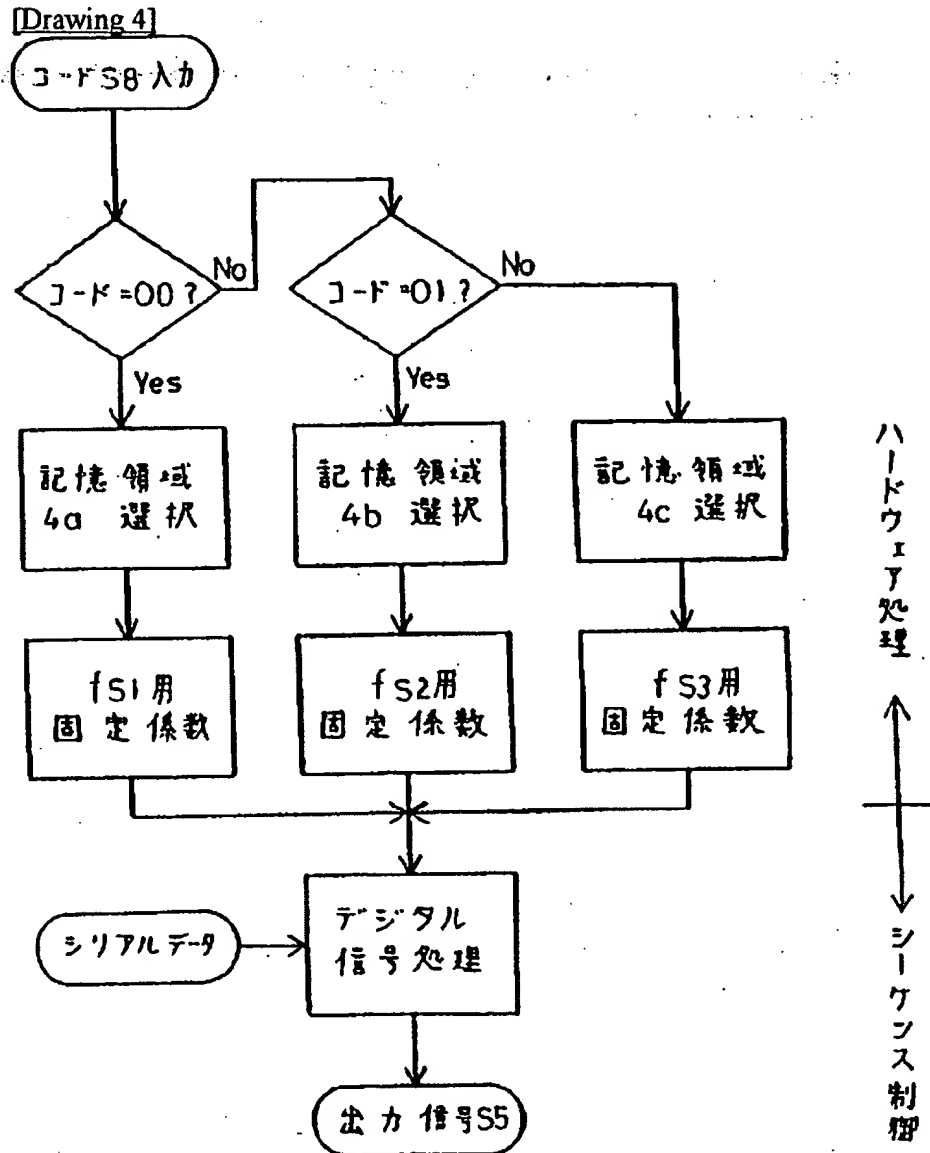 [Drawing 4]
コードS8入力
コード=00?
No
コード=01?
No
Yes
Yes
記憶領域
4a 選択
記憶領域
4b 選択
記憶領域
4c 選択
fS1用
固定係数
fS2用
固定係数
fS3用
固定係数
ハードウェア処理
シリアルデータ
デジタル
信号処理
シーケンス制御
出力信号S5